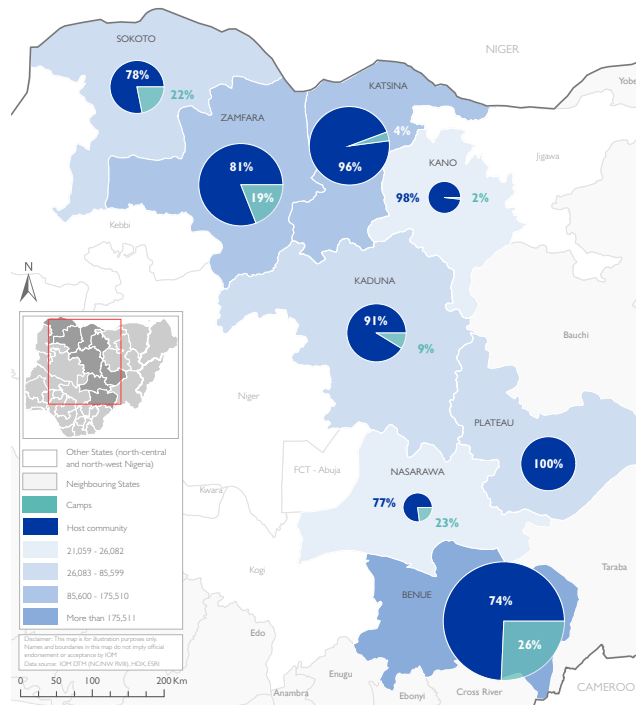 SOKOTO
NIGER
78%
22%
KATSINA
Yobe
ZAMFARA
4%
96%
81%
19%
KANO
Jigawa
98%
2%
Kebbi
N
KADUNA
91%
9%
Bauchi
Niger
PLATEAU
100%
FCT - Abuja
NASARAWA
77%
23%
Kwara
Kogi
Taraba
BENUE
74%
26%
Edo
Enugu
Anambra
Ebonyi
Cross River
CAMEROO
Other States (north-central
and north-west Nigeria)
Neighbouring States
Camps
Host community
21,059 - 26,082
26,083 - 85,599
85,600 - 175,510
More than 175,511
Disclaimer: This map is for illustration purposes only.
Names and boundaries in this map do not imply official
endorsement or acceptance by IOM
Data source: IOM DTM (NC/NW RVIII), HDX, ESRI
0 50 100 200 Km